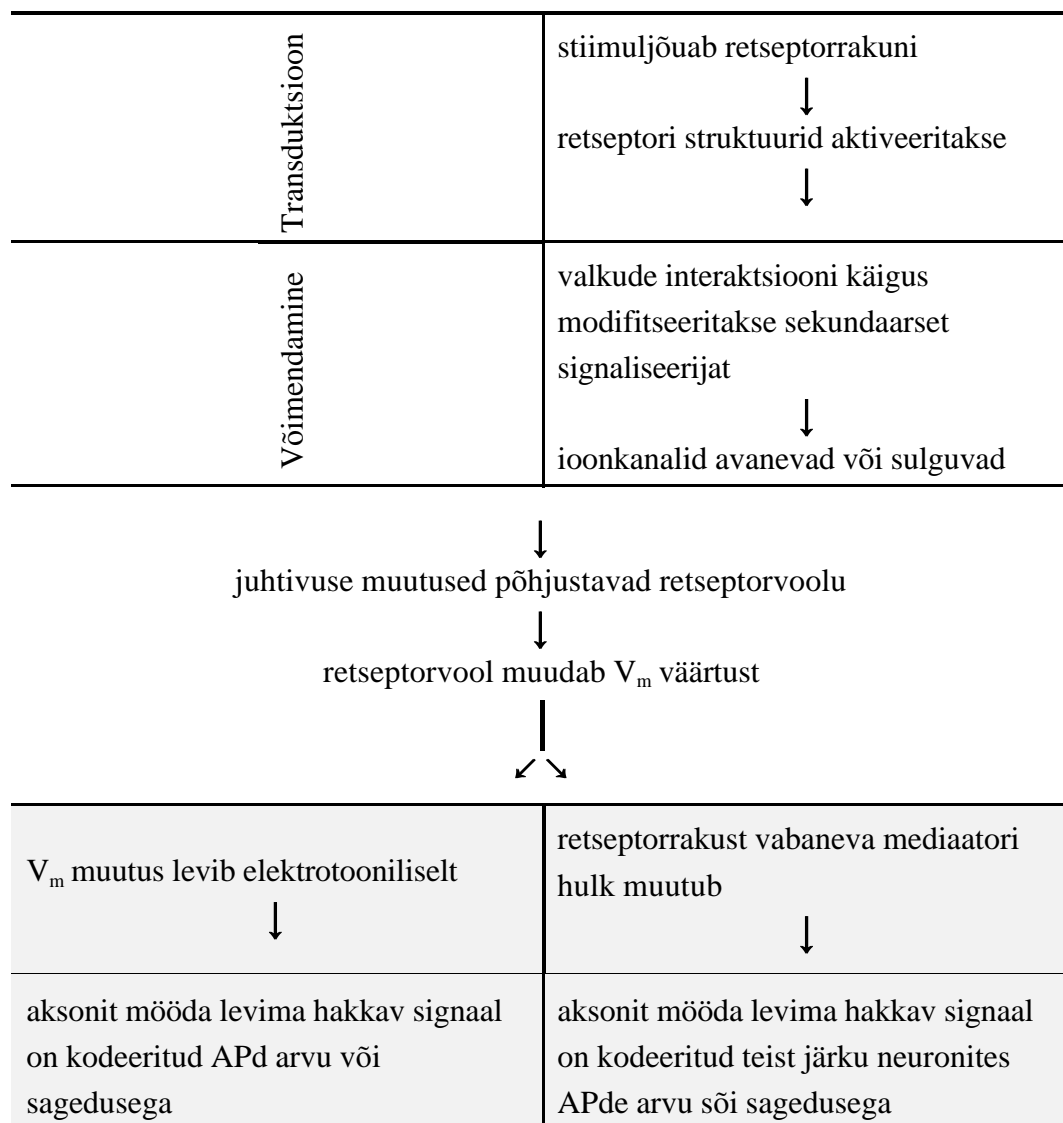 Transduktsioon
stiimuljõuab retseptorrakuni
↓
retseptori struktuurid aktiveeritakse
↓
Võimendamine
valkude interaktsiooni käigus
modifitseeritakse sekundaarset
signaliseerijat
↓
ioonkanalid avanevad või sulguvad
↓
juhtivuse muutused põhjustavad retseptorvoolu
↓
retseptorvool muudab Vm väärtust
↙ ↘
Vm muutus levib elektrotooniliselt
↓
retseptorrakust vabaneva mediaatori
hulk muutub
↓
aksonit mööda levima hakkav signaal
on kodeeritud APd arvu või
sagedusega
aksonit mööda levima hakkav signaal
on kodeeritud teist järku neuronites
APde arvu sõi sagedusega